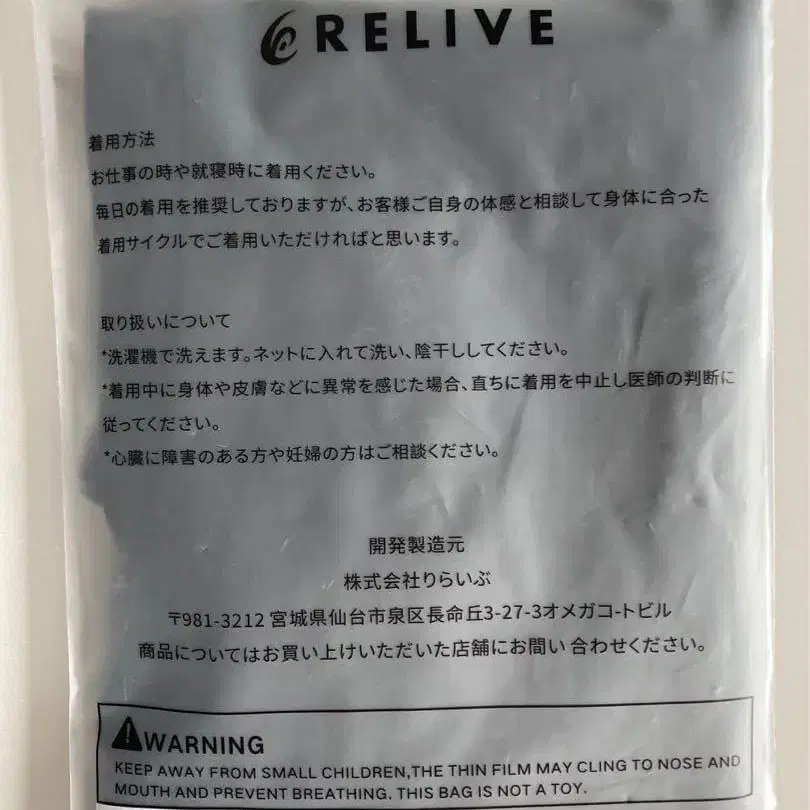 RELIVE
着用方法
お仕事の時や就寝時に着用ください。
毎日の着用を推奨しておりますが、お客様ご自身の体感と相談して身体に合った
着用サイクルでご着用いただければと思います。
取り扱いについて
*洗濯機で洗えます。ネットに入れて洗い、陰干ししてください。
*着用中に身体や皮膚などに異常を感じた場合、直ちに着用を中止し医師の判断に
従ってください。
*心臓に障害のある方や妊婦の方はご相談ください。
開発製造元
株式会社りらいぶ
〒981-3212 宮城県仙台市泉区長命丘3-27-3オメガコ-トビル
商品についてはお買い上げいただいた店舗にお問い合わせください。
WARNING
KEEP AWAY FROM SMALL CHILDREN,THE THIN FILM MAY CLING TO NOSE AND
MOUTH AND PREVENT BREATHING. THIS BAG IS NOT A TOY.